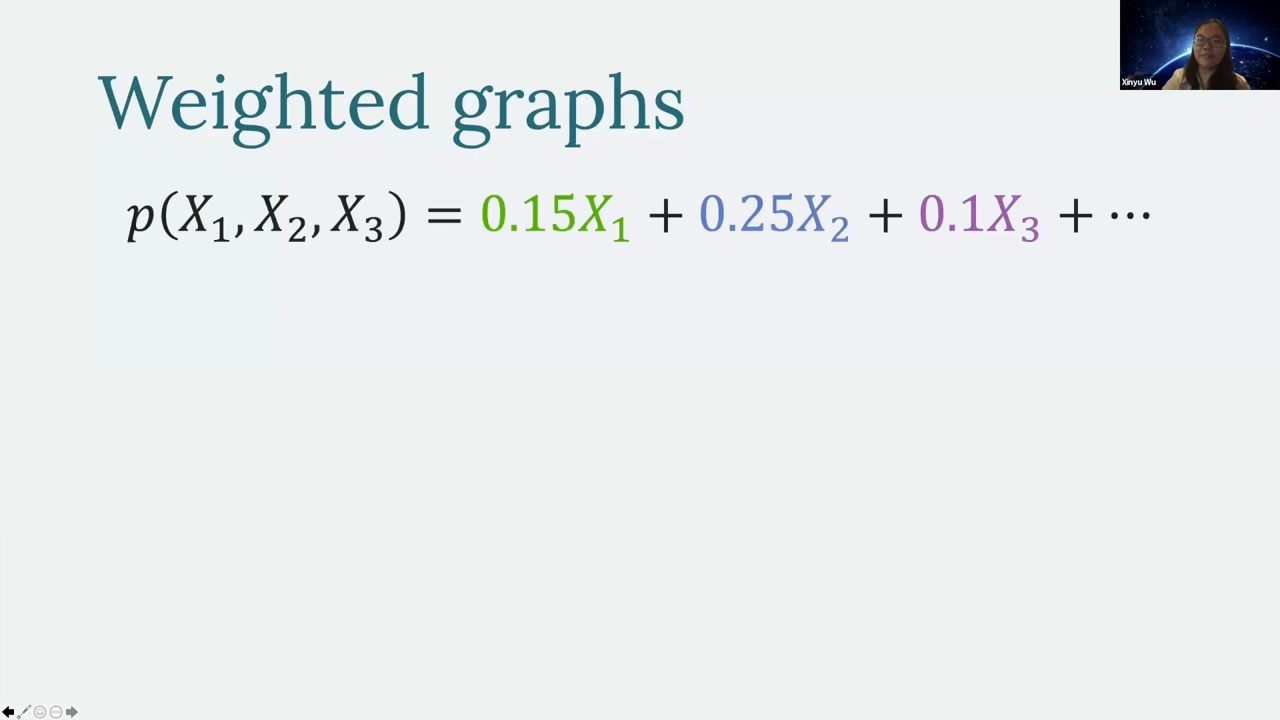 Xinyu Wu
Weighted graphs
p(X₁, X₂, X₃) = 0.15X₁ + 0.25X₂ + 0.1X₃ + ⋯